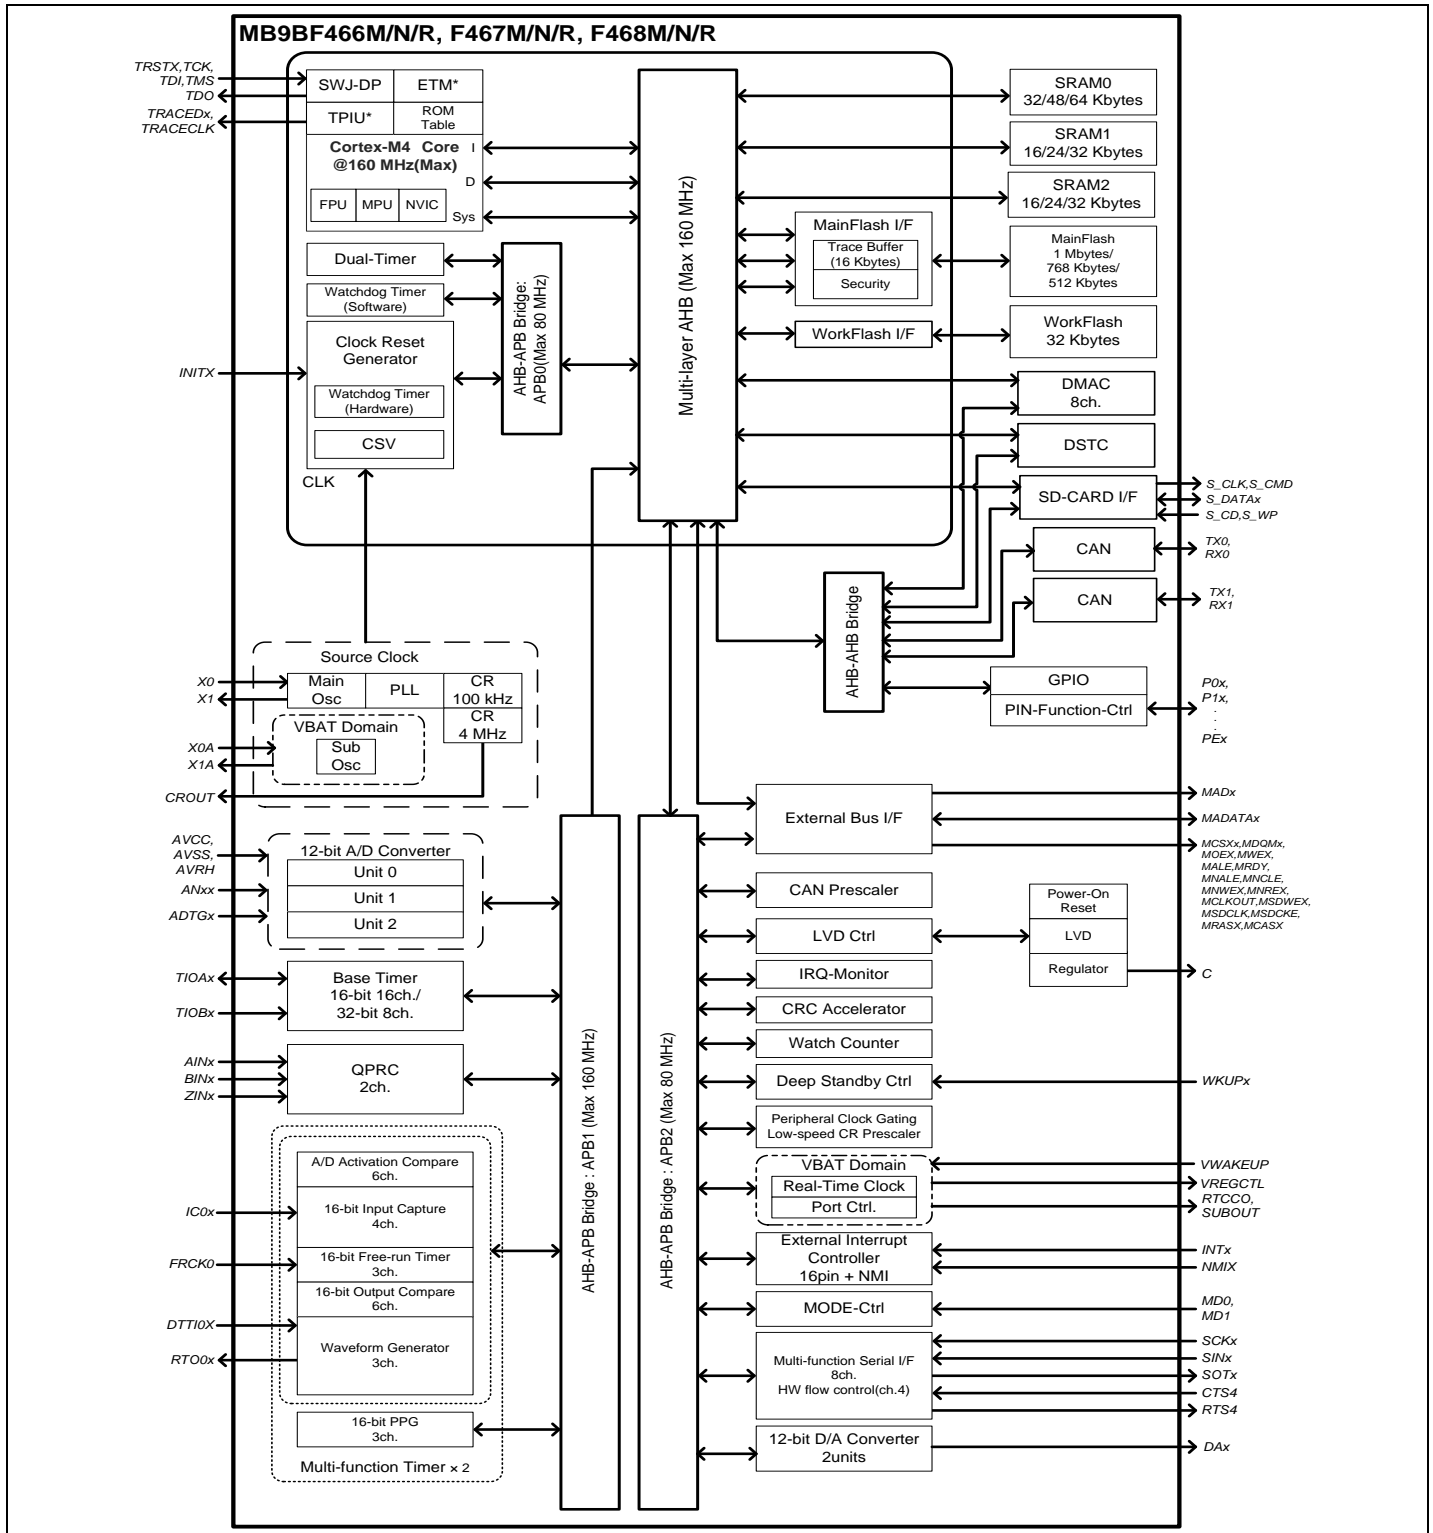 MB9BF466M/N/R, F467M/N/R, F468M/N/R
TRSTX,TCK,
TDI,TMS
TDO
TRACEDx,
TRACECLK
SWJ-DP
ETM*
TPIU*
ROM
Table
Cortex-M4 Core
@160 MHz(Max)
I
D
Sys
FPU
MPU
NVIC
Dual-Timer
Watchdog Timer
(Software)
Clock Reset
Generator
Watchdog Timer
(Hardware)
CSV
CLK
INITX
AHB-APB Bridge:
APB0(Max 80 MHz)
Multi-layer AHB (Max 160 MHz)
MainFlash I/F
Trace Buffer
(16 Kbytes)
Security
WorkFlash I/F
SRAM0
32/48/64 Kbytes
SRAM1
16/24/32 Kbytes
SRAM2
16/24/32 Kbytes
MainFlash
1 Mbytes/
768 Kbytes/
512 Kbytes
WorkFlash
32 Kbytes
DMAC
8ch.
DSTC
SD-CARD I/F
S_CLK,S_CMD
S_DATAx
S_CD,S_WP
CAN
TX0,
RX0
CAN
TX1,
RX1
AHB-AHB Bridge
GPIO
PIN-Function-Ctrl
P0x,
P1x,
.
.
PEx
Source Clock
X0
X1
Main
Osc
PLL
CR
100 kHz
CR
4 MHz
VBAT Domain
Sub
Osc
X0A
X1A
CROUT
AVCC,
AVSS,
AVRH
ANxx
ADTGx
12-bit A/D Converter
Unit 0
Unit 1
Unit 2
TIOAx
TIOBx
Base Timer
16-bit 16ch./
32-bit 8ch.
AINx
BINx
ZINx
QPRC
2ch.
A/D Activation Compare
6ch.
IC0x
16-bit Input Capture
4ch.
FRCK0
16-bit Free-run Timer
3ch.
16-bit Output Compare
6ch.
DTTI0X
RTO0x
Waveform Generator
3ch.
16-bit PPG
3ch.
Multi-function Timer × 2
AHB-APB Bridge : APB1 (Max 160 MHz)
AHB-APB Bridge : APB2 (Max 80 MHz)
External Bus I/F
MADx
MADATAx
MCSXx,MDQMx,
MOEX,MWEX,
MALE,MRDY,
MNALE,MNCLE,
MNWEX,MNREX,
MCLKOUT,MSDWEX,
MSDCLK,MSDCKE,
MRASX,MCASX
CAN Prescaler
LVD Ctrl
Power-On
Reset
LVD
Regulator
C
IRQ-Monitor
CRC Accelerator
Watch Counter
Deep Standby Ctrl
WKUPx
Peripheral Clock Gating
Low-speed CR Prescaler
VBAT Domain
Real-Time Clock
Port Ctrl.
VWAKEUP
VREGCTL
RTCCO,
SUBOUT
External Interrupt
Controller
16pin + NMI
INTx
NMIX
MODE-Ctrl
MD0,
MD1
Multi-function Serial I/F
8ch.
HW flow control(ch.4)
SCKx
SINx
SOTx
CTS4
RTS4
12-bit D/A Converter
2units
DAx